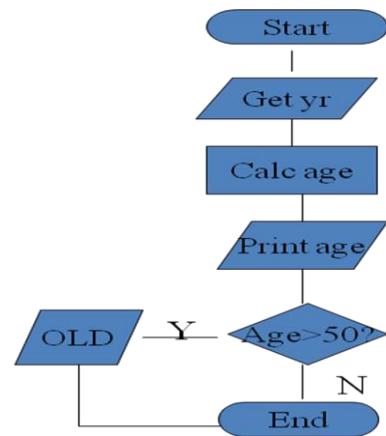 Start
Get yr
Calc age
Print age
Age>50?
Y
OLD
N
End